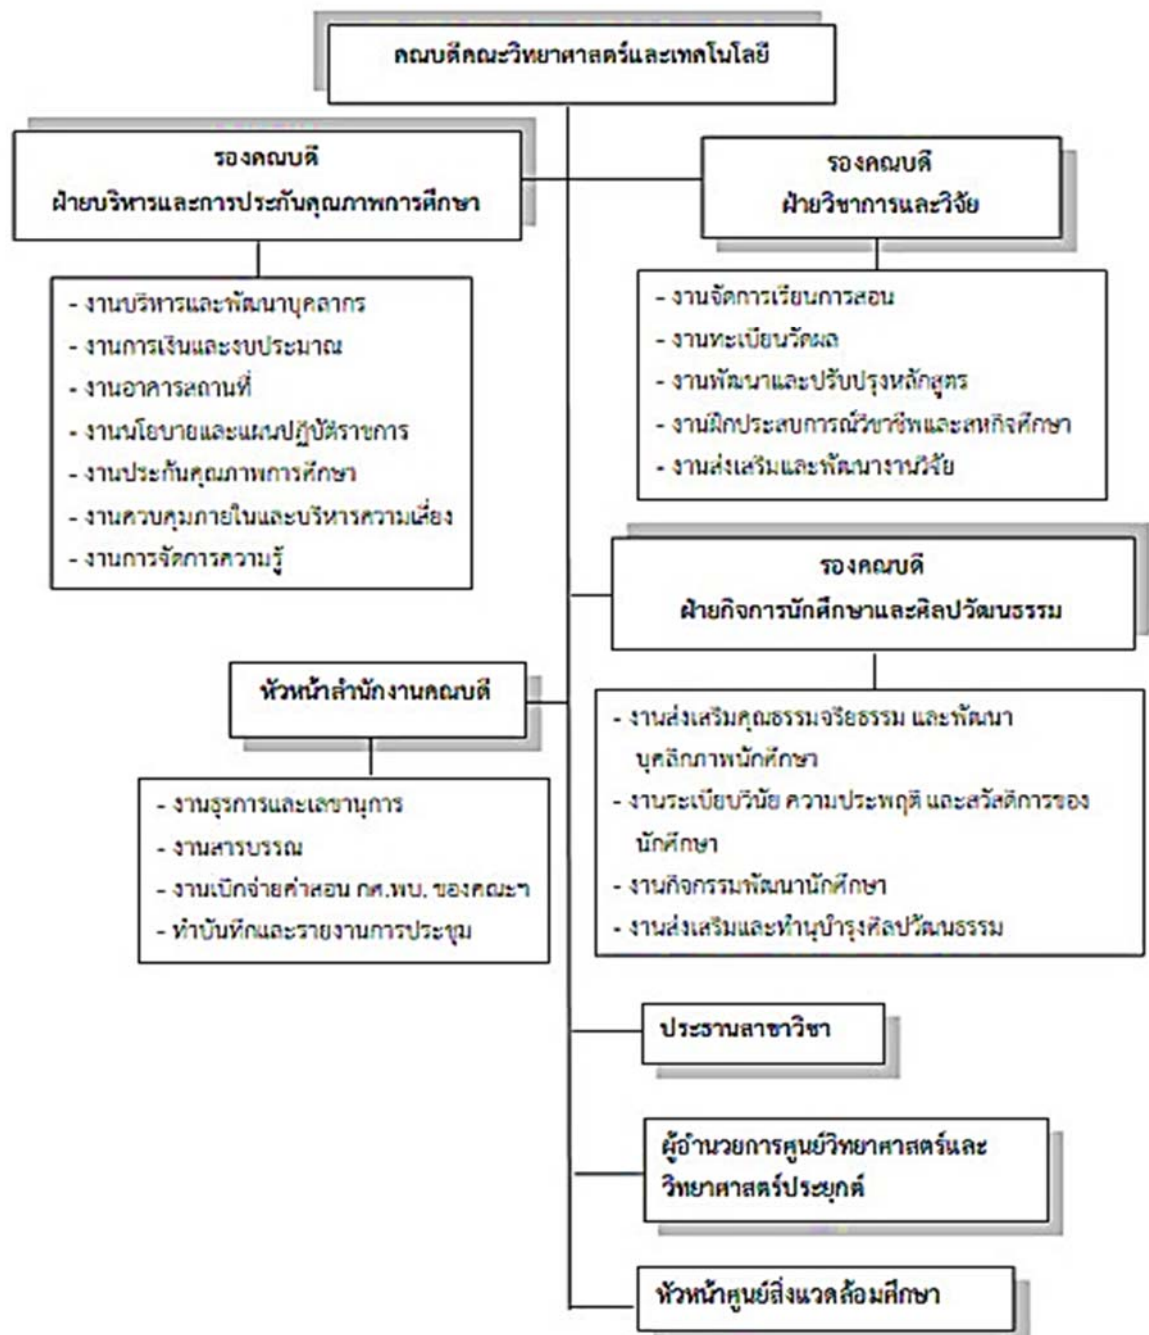 คณบดีคณะวิทยาศาสตร์และเทคโนโลยี
รองคณบดี
ฝ่ายบริหารและการประกันคุณภาพการศึกษา
รองคณบดี
ฝ่ายวิชาการและวิจัย
- งานบริหารและพัฒนาบุคลากร
- งานการเงินและงบประมาณ
- งานอาคารสถานที่
- งานนโยบายและแผนปฏิบัติราชการ
- งานประกันคุณภาพการศึกษา
- งานควบคุมภายในและบริหารความเสี่ยง
- งานการจัดการความรู้
- งานจัดการเรียนการสอน
- งานทะเบียนวัดผล
- งานพัฒนาและปรับปรุงหลักสูตร
- งานฝึกประสบการณ์วิชาชีพและสหกิจศึกษา
- งานส่งเสริมและพัฒนางานวิจัย
รองคณบดี
ฝ่ายกิจการนักศึกษาและศิลปวัฒนธรรม
หัวหน้าสำนักงานคณบดี
- งานธุรการและเลขานุการ
- งานสารบรรณ
- งานเบิกจ่ายค่าสอน กศ.พบ. ของคณะฯ
- ทำบันทึกและรายงานการประชุม
- งานส่งเสริมคุณธรรมจริยธรรม และพัฒนา
บุคลิกภาพนักศึกษา
- งานระเบียบวินัย ความประพฤติ และสวัสดิการของ
นักศึกษา
- งานกิจกรรมพัฒนานักศึกษา
- งานส่งเสริมและทำนุบำรุงศิลปวัฒนธรรม
ประธานสาขาวิชา
ผู้อำนวยการศูนย์วิทยาศาสตร์และ
วิทยาศาสตร์ประยุกต์
หัวหน้าศูนย์สิ่งแวดล้อมศึกษา